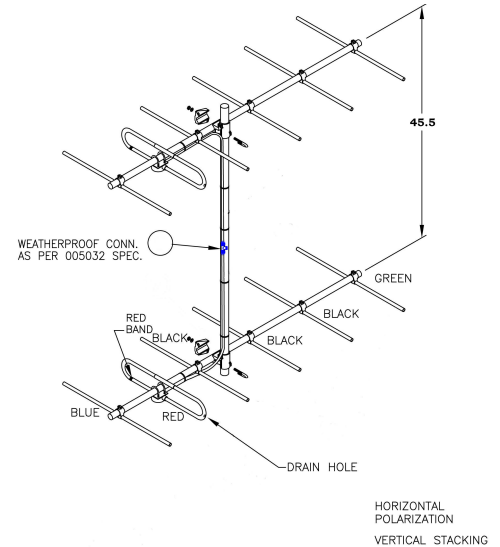 45.5
WEATHERPROOF CONN.
AS PER 005032 SPEC.
GREEN
BLACK
RED
BAND
BLACK
BLACK
BLUE
RED
DRAIN HOLE
HORIZONTAL
POLARIZATION
VERTICAL STACKING